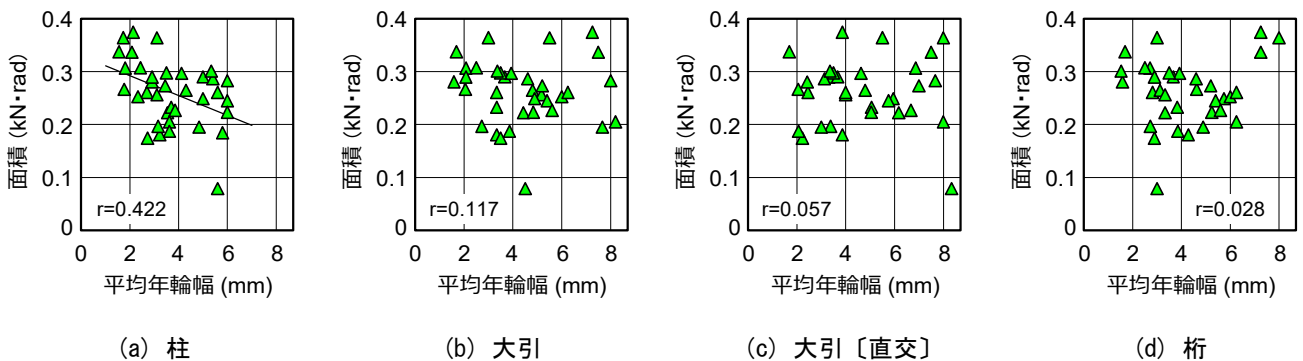 0.4
0.3
0.2
0.1
0
面積 (kN・rad)
r=0.422
0 2 4 6 8
平均年輪幅 (mm)
(a) 柱
0.4
0.3
0.2
0.1
0
面積 (kN・rad)
r=0.117
0 2 4 6 8
平均年輪幅 (mm)
(b) 大引
0.4
0.3
0.2
0.1
0
面積 (kN・rad)
r=0.057
0 2 4 6 8
平均年輪幅 (mm)
(c) 大引〔直交〕
0.4
0.3
0.2
0.1
0
面積 (kN・rad)
r=0.028
0 2 4 6 8
平均年輪幅 (mm)
(d) 桁